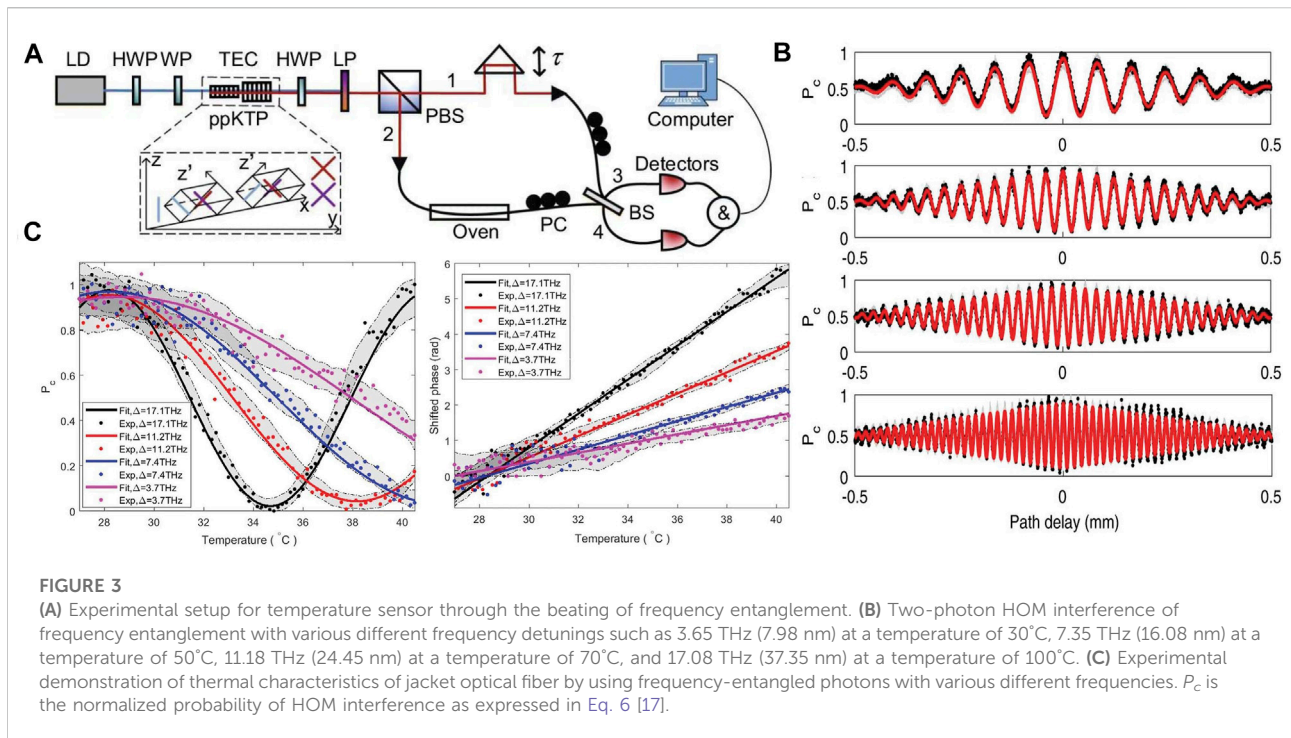 A
LD
HWP
WP
TEC
HWP
LP
ppKTP
PBS
1
2
τ
Computer
Detectors
3
4
BS
&
PC
Oven
z
z'
z'
x
y
B
P_c
1
0.5
0
-0.5
0
0.5
P_c
1
0.5
0
-0.5
0
0.5
P_c
1
0.5
0
-0.5
0
0.5
P_c
1
0.5
0
-0.5
0
0.5
Path delay (mm)
C
P_c
1
0.8
0.6
0.4
0.2
0
Fit,Δ=17.1THz
Exp,Δ=17.1THz
Fit,Δ=11.2THz
Exp,Δ=11.2THz
Fit,Δ=7.4THz
Exp,Δ=7.4THz
Fit,Δ=3.7THz
Exp,Δ=3.7THz
28 30 32 34 36 38 40
Temperature ( °C)
Shifted phase (rad)
6
5
4
3
2
1
0
-1
Fit,Δ=17.1THz
Exp,Δ=17.1THz
Fit,Δ=11.2THz
Exp,Δ=11.2THz
Fit,Δ=7.4THz
Exp,Δ=7.4THz
Fit,Δ=3.7THz
Exp,Δ=3.7THz
28 30 32 34 36 38 40
Temperature ( °C)
FIGURE 3
(A) Experimental setup for temperature sensor through the beating of frequency entanglement. (B) Two-photon HOM interference of
frequency entanglement with various different frequency detunings such as 3.65 THz (7.98 nm) at a temperature of 30°C, 7.35 THz (16.08 nm) at a
temperature of 50°C, 11.18 THz (24.45 nm) at a temperature of 70°C, and 17.08 THz (37.35 nm) at a temperature of 100°C. (C) Experimental
demonstration of thermal characteristics of jacket optical fiber by using frequency-entangled photons with various different frequencies. P_c is
the normalized probability of HOM interference as expressed in Eq. 6 [17].